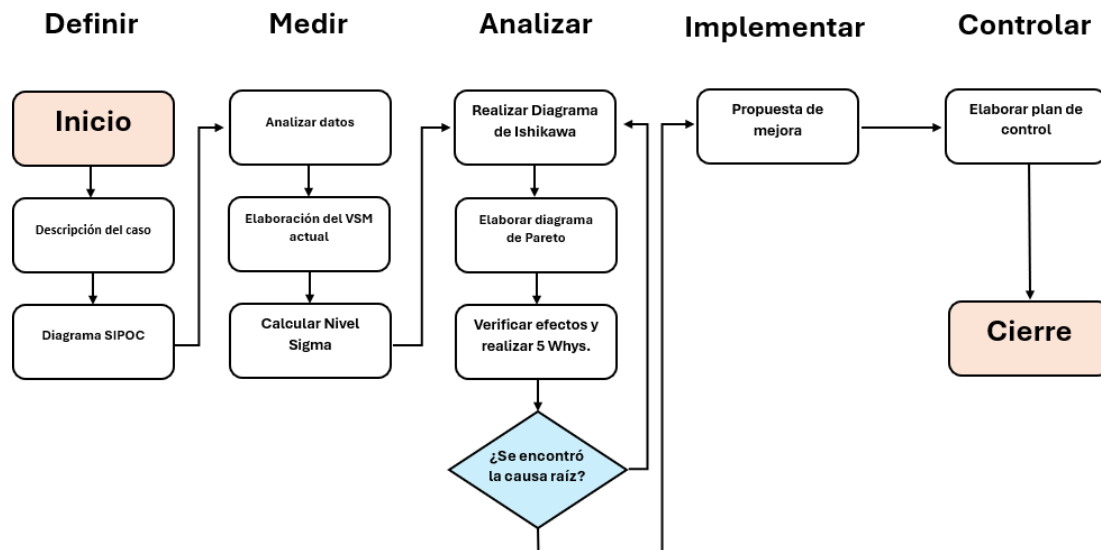 Definir
Medir
Analizar
Implementar
Controlar
Inicio
Descripción del caso
Diagrama SIPOC
Analizar datos
Elaboración del VSM
actual
Calcular Nivel
Sigma
Realizar Diagrama
de Ishikawa
Elaborar diagrama
de Pareto
Verificar efectos y
realizar 5 Whys.
¿Se encontró
la causa raíz?
Propuesta de
mejora
Elaborar plan de
control
Cierre